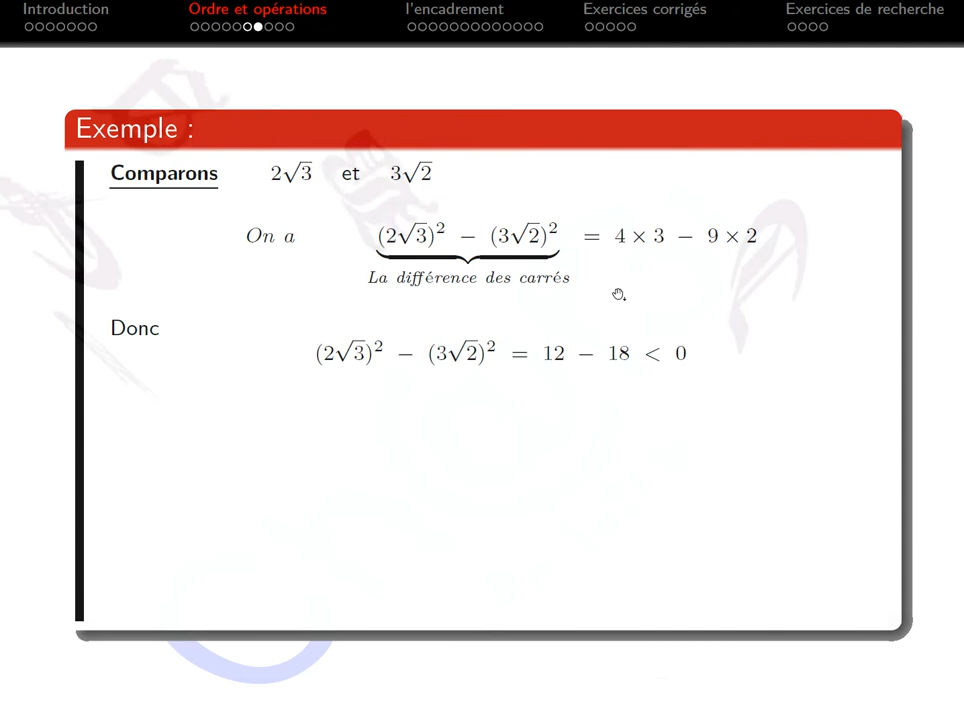 Introduction Ordre et opérations l'encadrement Exercices corrigés Exercices de recherche
Exemple :
Comparons 2√3 et 3√2
On a (2√3)² − (3√2)² = 4 × 3 − 9 × 2
La différence des carrés
Donc
(2√3)² − (3√2)² = 12 − 18 < 0